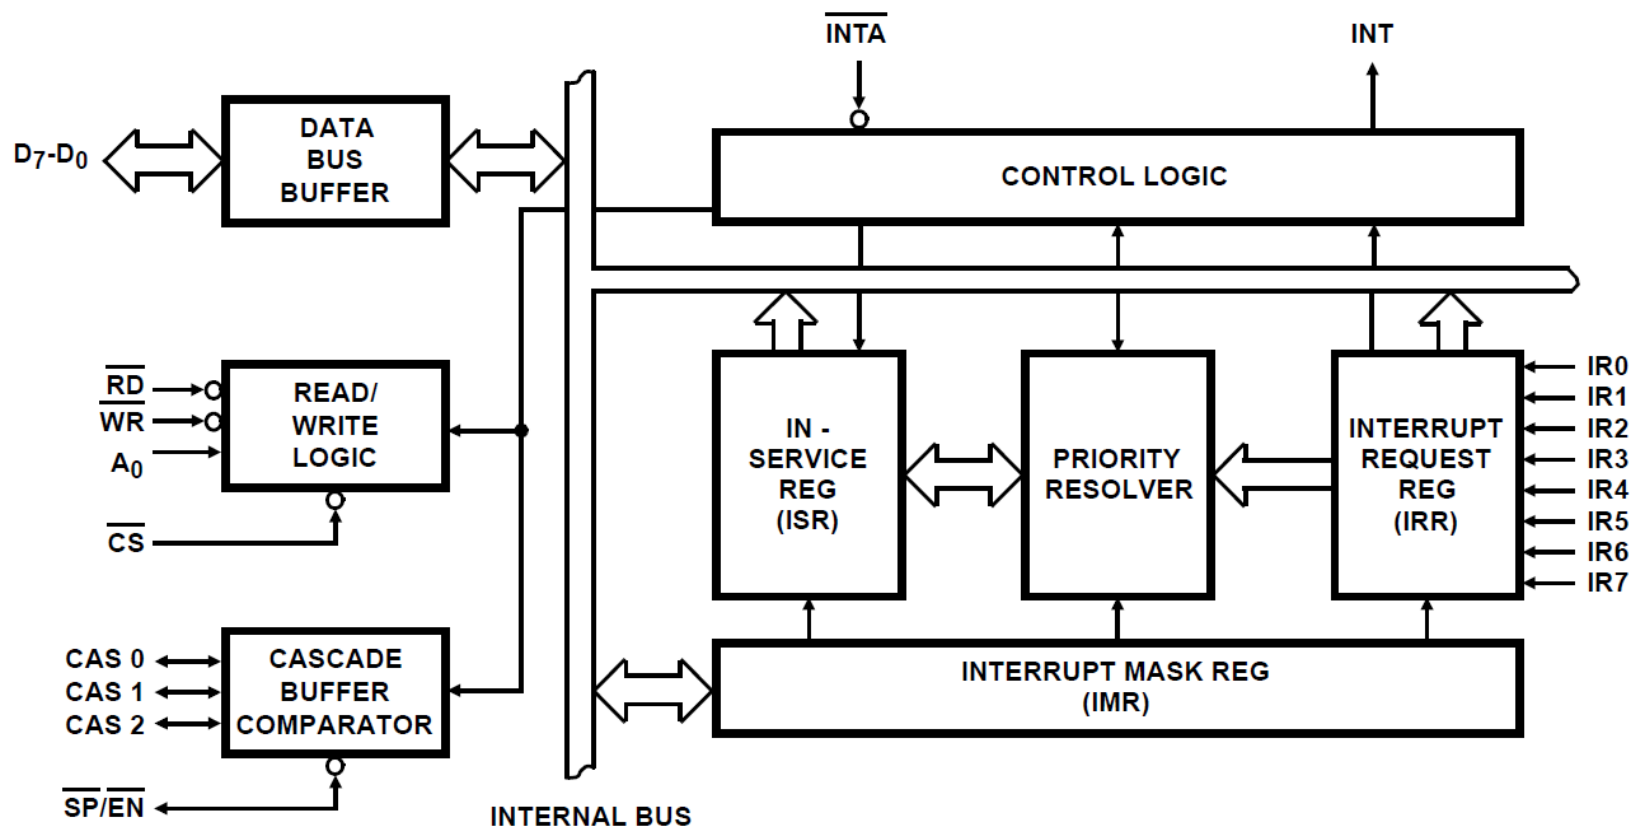 INTA
INT
D7-D0
DATA
BUS
BUFFER
CONTROL LOGIC
RD
WR
A0
CS
READ/
WRITE
LOGIC
IN -
SERVICE
REG
(ISR)
PRIORITY
RESOLVER
INTERRUPT
REQUEST
REG
(IRR)
IR0
IR1
IR2
IR3
IR4
IR5
IR6
IR7
CAS 0
CAS 1
CAS 2
CASCADE
BUFFER
COMPARATOR
INTERRUPT MASK REG
(IMR)
SP/EN
INTERNAL BUS